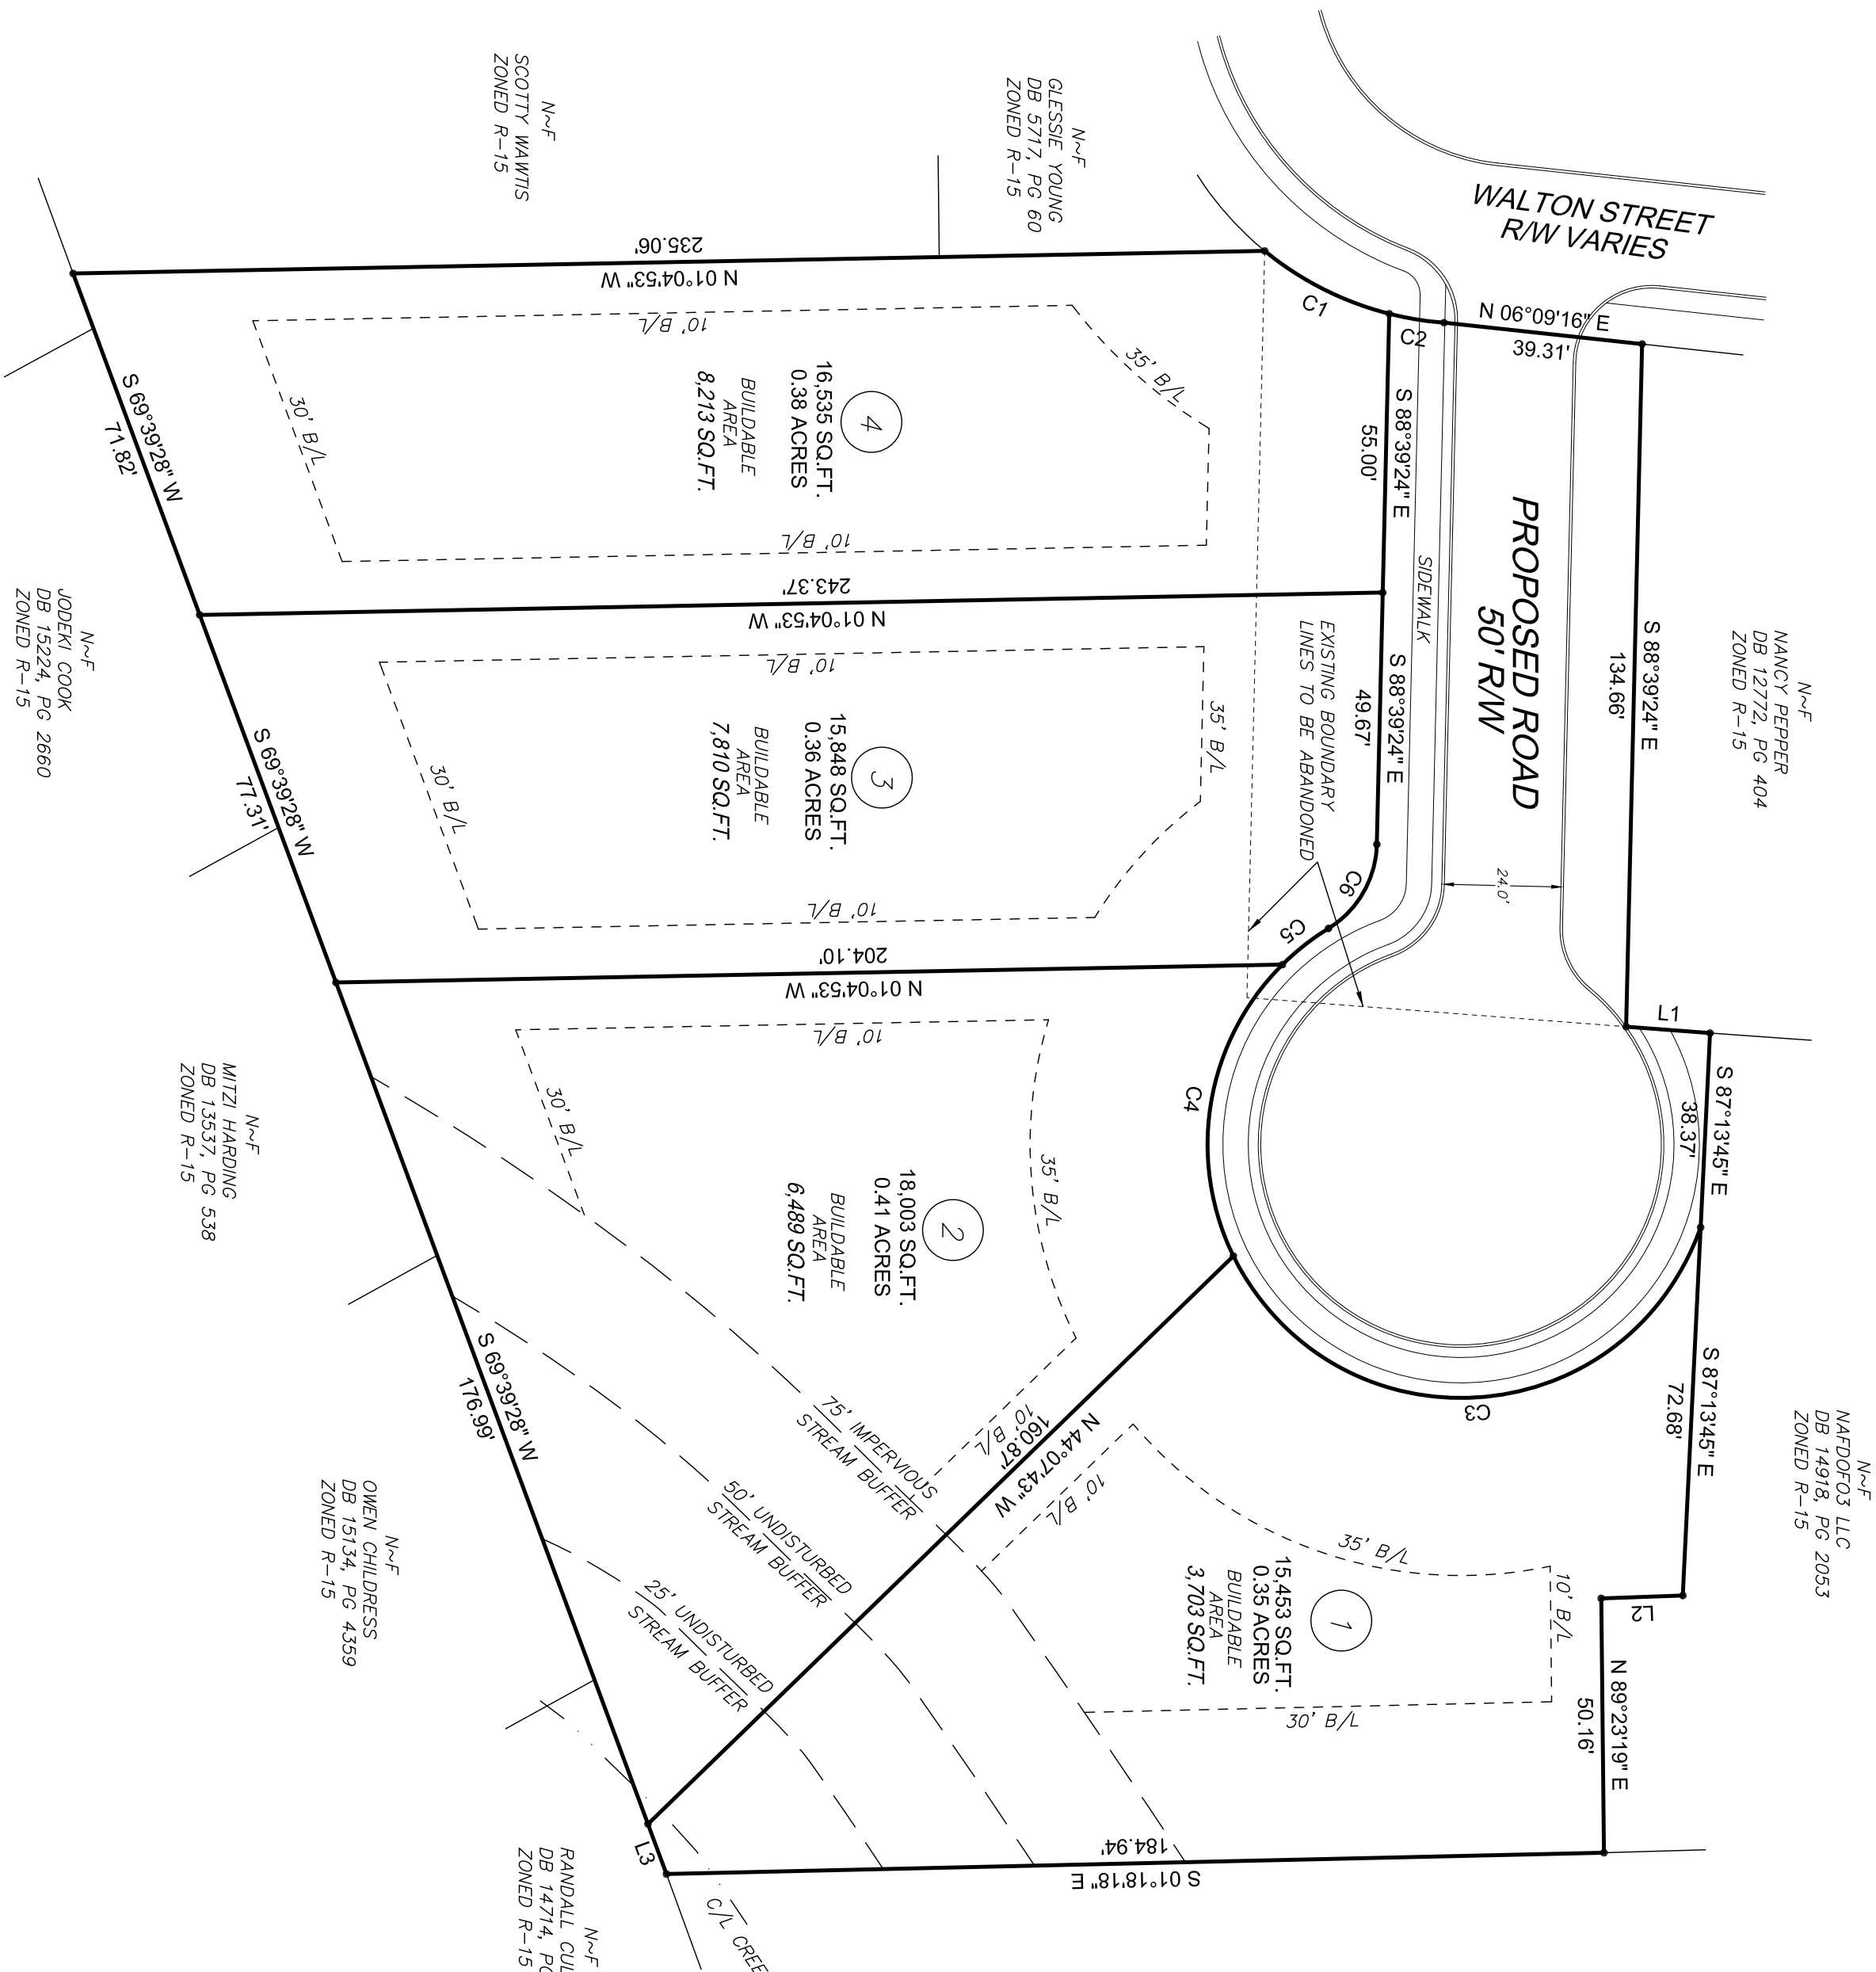 WALTON STREET
R/W VARIES
N~F
GLESSIE YOUNG
DB 5717, PG 60
ZONED R-15
N~F
SCOTTY WAWTIS
ZONED R-15
N~F
NANCY PEPPER
DB 12772, PG 404
ZONED R-15
N~F
NAFDOFO3 LLC
DB 14918, PG 2053
ZONED R-15
PROPOSED ROAD
50' R/W
24.0'
SIDEWALK
N 06°09'16" E
39.31'
S 88°39'24" E
134.66'
L1
S 87°13'45" E
38.37'
S 87°13'45" E
72.68'
L2
N 89°23'19" E
50.16'
S 01°18'18" E
184.94'
L3
C1
C2
S 88°39'24" E
55.00'
S 88°39'24" E
49.67'
C6
C5
C4
C3
EXISTING BOUNDARY
LINES TO BE ABANDONED
N 01°04'53" W
235.06'
4
16,535 SQ.FT.
0.38 ACRES
BUILDABLE
AREA
8,213 SQ.FT.
35' B/L
10' B/L
10' B/L
30' B/L
N 01°04'53" W
243.37'
3
15,848 SQ.FT.
0.36 ACRES
BUILDABLE
AREA
7,810 SQ.FT.
35' B/L
10' B/L
10' B/L
30' B/L
N 01°04'53" W
204.10'
2
18,003 SQ.FT.
0.41 ACRES
BUILDABLE
AREA
6,489 SQ.FT.
35' B/L
10' B/L
10' B/L
30' B/L
N 44°07'43" W
160.87'
1
15,453 SQ.FT.
0.35 ACRES
BUILDABLE
AREA
3,703 SQ.FT.
10' B/L
35' B/L
10' B/L
30' B/L
75' IMPERVIOUS
STREAM BUFFER
50' UNDISTURBED
STREAM BUFFER
25' UNDISTURBED
STREAM BUFFER
S 69°39'28" W
71.82'
S 69°39'28" W
77.31'
S 69°39'28" W
176.99'
N~F
JODEKI COOK
DB 15224, PG 2660
ZONED R-15
N~F
MITZI HARDING
DB 13537, PG 538
ZONED R-15
N~F
OWEN CHILDRESS
DB 15134, PG 4359
ZONED R-15
N~F
RANDALL CUL
DB 14714, PG
ZONED R-15
C/L CREE